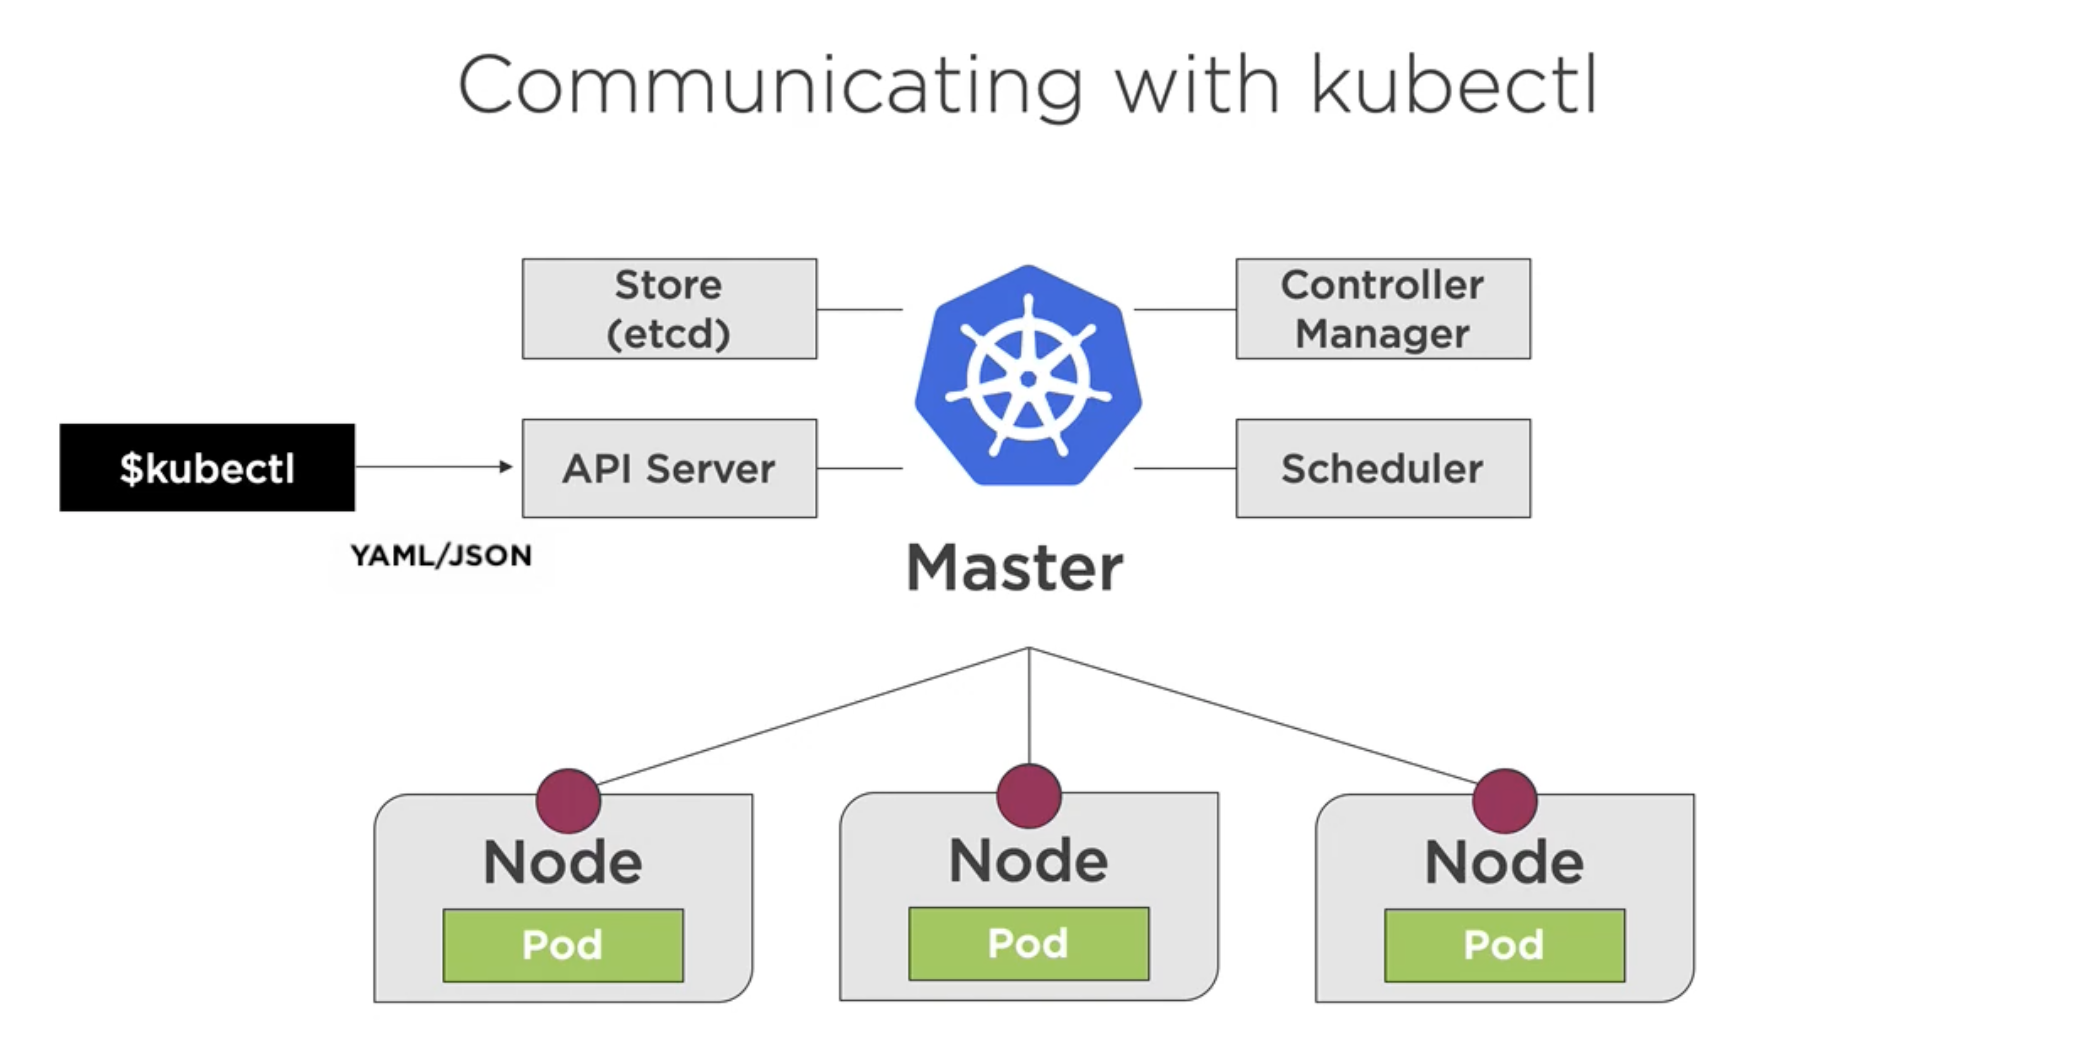 Communicating with kubectl
Store
(etcd)
Controller
Manager
$kubectl
API Server
Scheduler
YAML/JSON
Master
Node
Pod
Node
Pod
Node
Pod